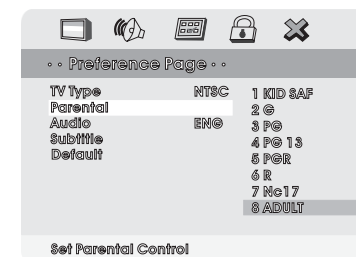 - - Preference Page - -
TV Type NTSC
Parental
Audio ENG
Subtitle
Default
1 KID SAF
2 G
3 PG
4 PG 13
5 PGR
6 R
7 Nc17
8 ADULT
Set Parental Control